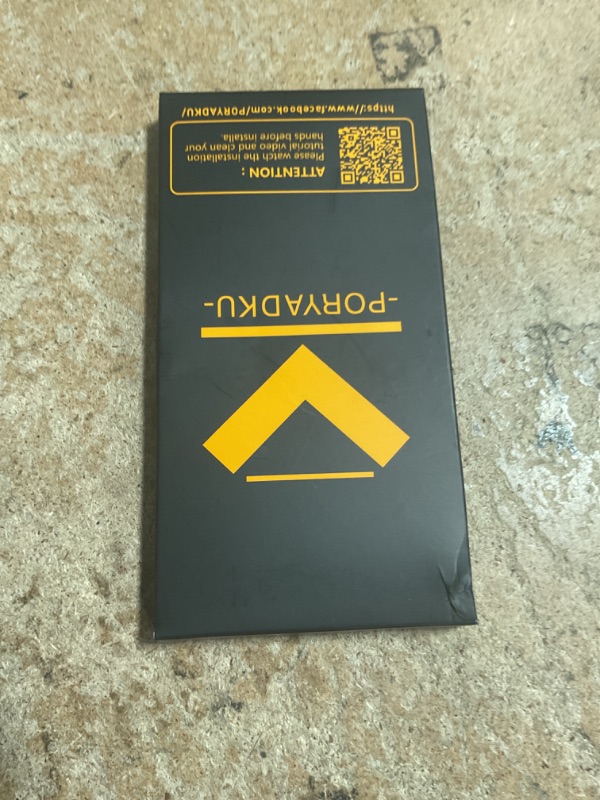 -PORYADKU-
ATTENTION :
Please watch the installation
tutorial video and clean your
hands before installa.
https://www.facebook.com/PORYADKU/